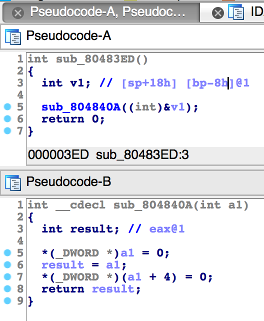 Pseudocode-A, Pseudoc... ID
Pseudocode-A
1 int sub_80483ED()
2 {
3 int v1; // [sp+18h] [bp-8h]@1
4
5 sub_804840A((int)&v1);
6 return 0;
7 }
000003ED sub_80483ED:3
Pseudocode-B
1 int __cdecl sub_804840A(int a1)
2 {
3 int result; // eax@1
4
5 *(_DWORD *)a1 = 0;
6 result = a1;
7 *(_DWORD *)(a1 + 4) = 0;
8 return result;
9 }